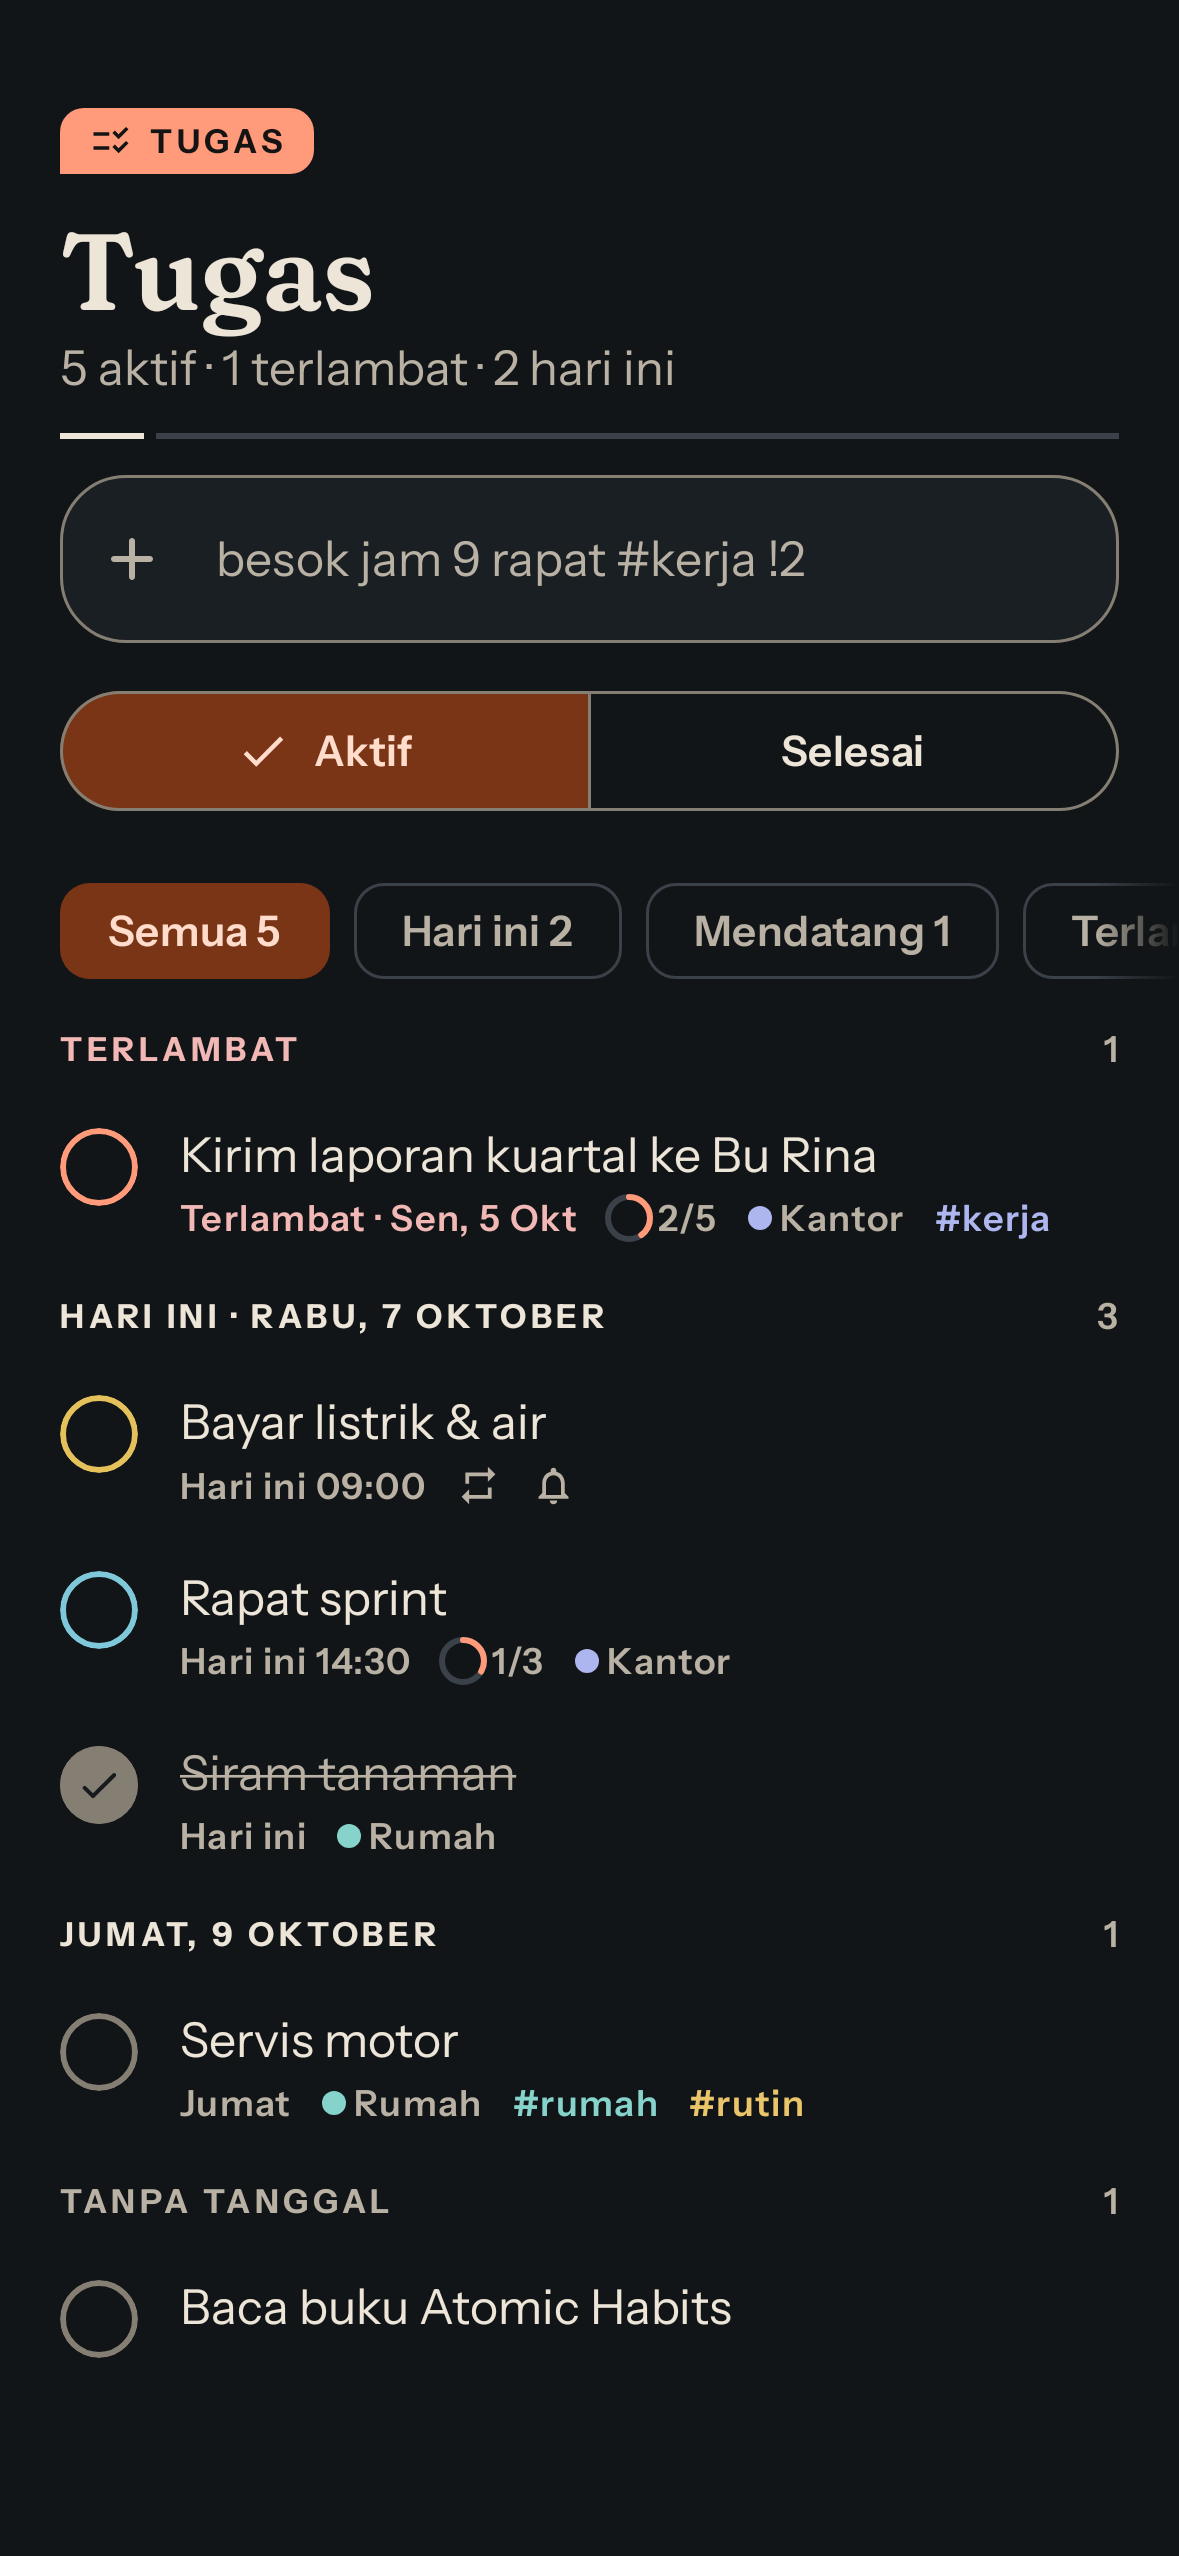 TUGAS
Tugas
5 aktif · 1 terlambat · 2 hari ini
besok jam 9 rapat #kerja !2
Aktif
Selesai
Semua 5
Hari ini 2
Mendatang 1
TERLAMBAT 1
Kirim laporan kuartal ke Bu Rina
Terlambat · Sen, 5 Okt 2/5 Kantor #kerja
HARI INI · RABU, 7 OKTOBER 3
Bayar listrik & air
Hari ini 09:00
Rapat sprint
Hari ini 14:30 1/3 Kantor
Siram tanaman
Hari ini Rumah
JUMAT, 9 OKTOBER 1
Servis motor
Jumat Rumah #rumah #rutin
TANPA TANGGAL 1
Baca buku Atomic Habits